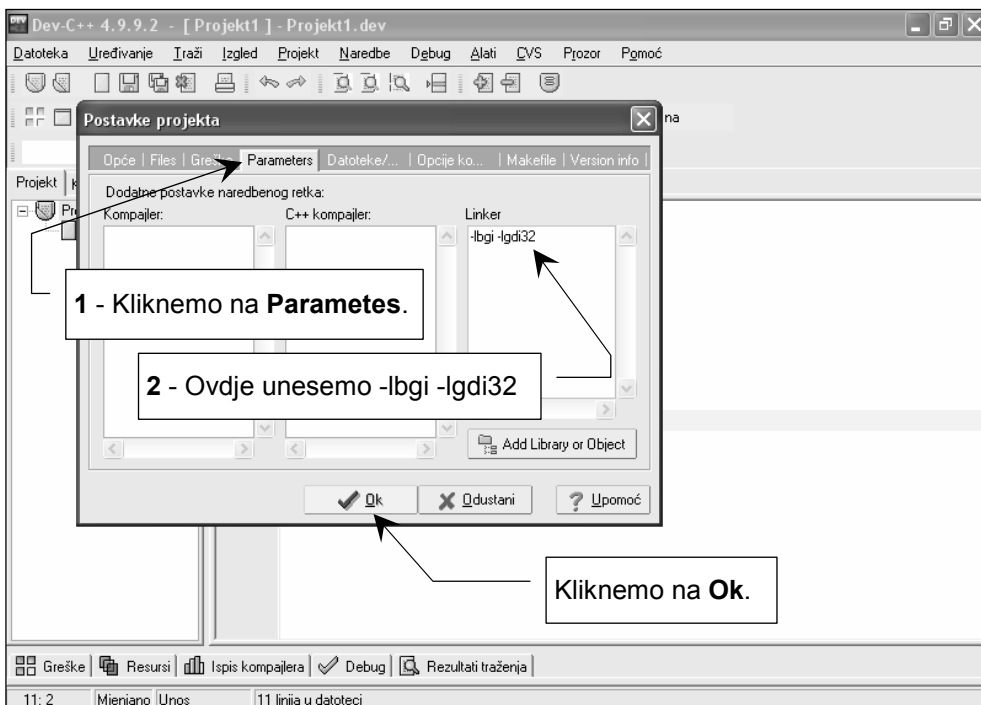 Dev-C++ 4.9.9.2 - [ Projekt1 ] - Projekt1.dev
Datoteka Uređivanje Traži Izgled Projekt Naredbe Debug Alati CVS Prozor Pomoć
na
Postavke projekta
Opće | Files | Parameters | Datoteke/... | Opcije ko... | Makefile | Version info |
Projekt
Dodatne postavke naredbenog retka:
Kompajler: C++ kompajler: Linker
-lbgi -lgdi32
1 - Kliknemo na Parametes.
2 - Ovdje unesemo -lbgi -lgdi32
Add Library or Object
Ok Odustani Upomoć
Kliknemo na Ok.
Greške Resursi Ispis kompajlera Debug Rezultati traženja
11: 2 Mienjano Unos 11 linija u datoteci